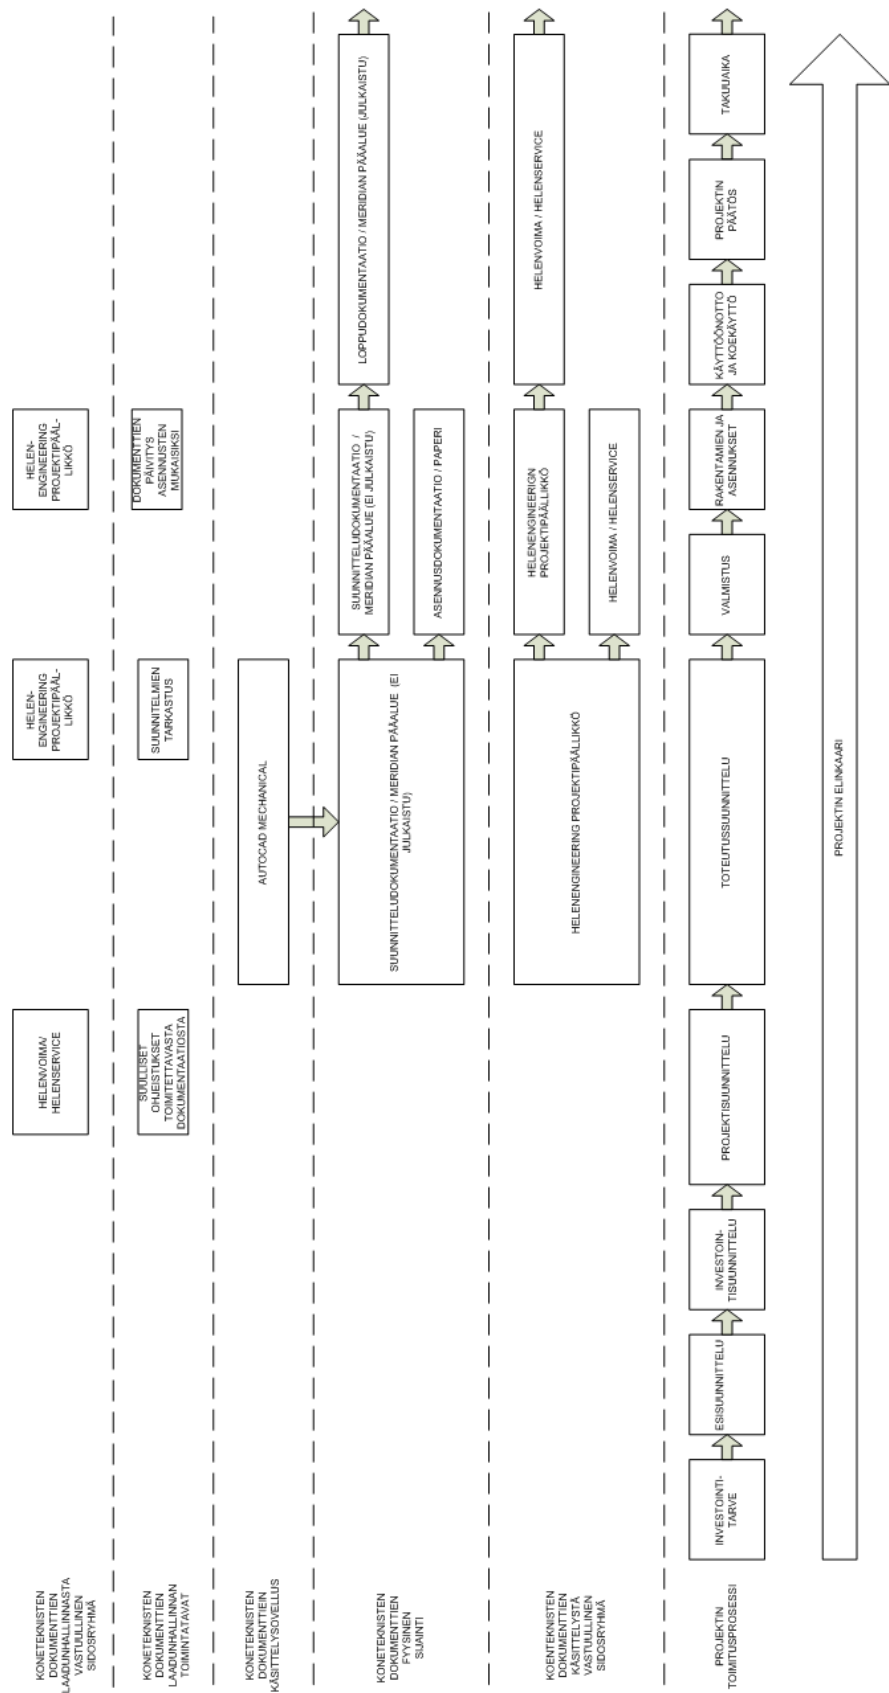 KONETEKNISTEN
DOKUMENTTIEN
LAADUNHALLINNASTA
VASTUULLINEN
SIDOSRYHMÄ
HELENVOIMA/
HELENSERVICE
HELEN-
ENGINEERING
PROJEKTIPÄÄL-
LIKKÖ
HELEN-
ENGINEERING
PROJEKTIPÄÄL-
LIKKÖ
KONETEKNISTEN
DOKUMENTTIEN
LAADUNHALLINNAN
TOIMINTATAVAT
SUULLISET
OHJEISTUKSET
TOIMITETTAVASTA
DOKUMENTAATIOSTA
SUUNNITELMIEN
TARKASTUS
DOKUMENTTIEN
PÄIVITYS
ASENNUSTEN
MUKAISIKSI
KONETEKNISTEN
DOKUMENTTIEIN
KÄSITTELYSOVELLUS
AUTOCAD MECHANICAL
KONETEKNISTEN
DOKUMENTTIEN
FYYSINEN
SIJAINTI
SUUNNITTELUDOKUMENTAATIO / MERIDIAN PÄÄALUE (EI
JULKAISTU)
SUUNNITTELUDOKUMENTAATIO /
MERIDIAN PÄÄALUE (EI JULKAISTU)
ASENNUSDOKUMENTAATIO / PAPERI
LOPPUDOKUMENTAATIO / MERIDIAN PÄÄALUE (JULKAISTU)
KOENTEKNISTEN
DOKUMENTTIEN
KÄSITTELYSTÄ
VASTUULLINEN
SIDOSRYHMÄ
HELENENGINEERING PROJEKTIPÄÄLLIKKÖ
HELENENGINEERIGN
PROJEKTIPÄÄLLIKKÖ
HELENVOIMA / HELENSERVICE
HELENVOIMA / HELENSERVICE
PROJEKTIN
TOIMITUSPROSESSI
INVESTOINTI-
TARVE
ESISUUNNITTELU
INVESTOIN-
TISUUNNITTELU
PROJEKTISUUNNITTELU
TOTEUTUSSUUNNITTELU
VALMISTUS
RAKENTAMIEN JA
ASENNUKSET
KÄYTTÖÖNOTTO
JA KOEKÄYTTÖ
PROJEKTIN
PÄÄTÖS
TAKUUAIKA
PROJEKTIN ELINKAARI